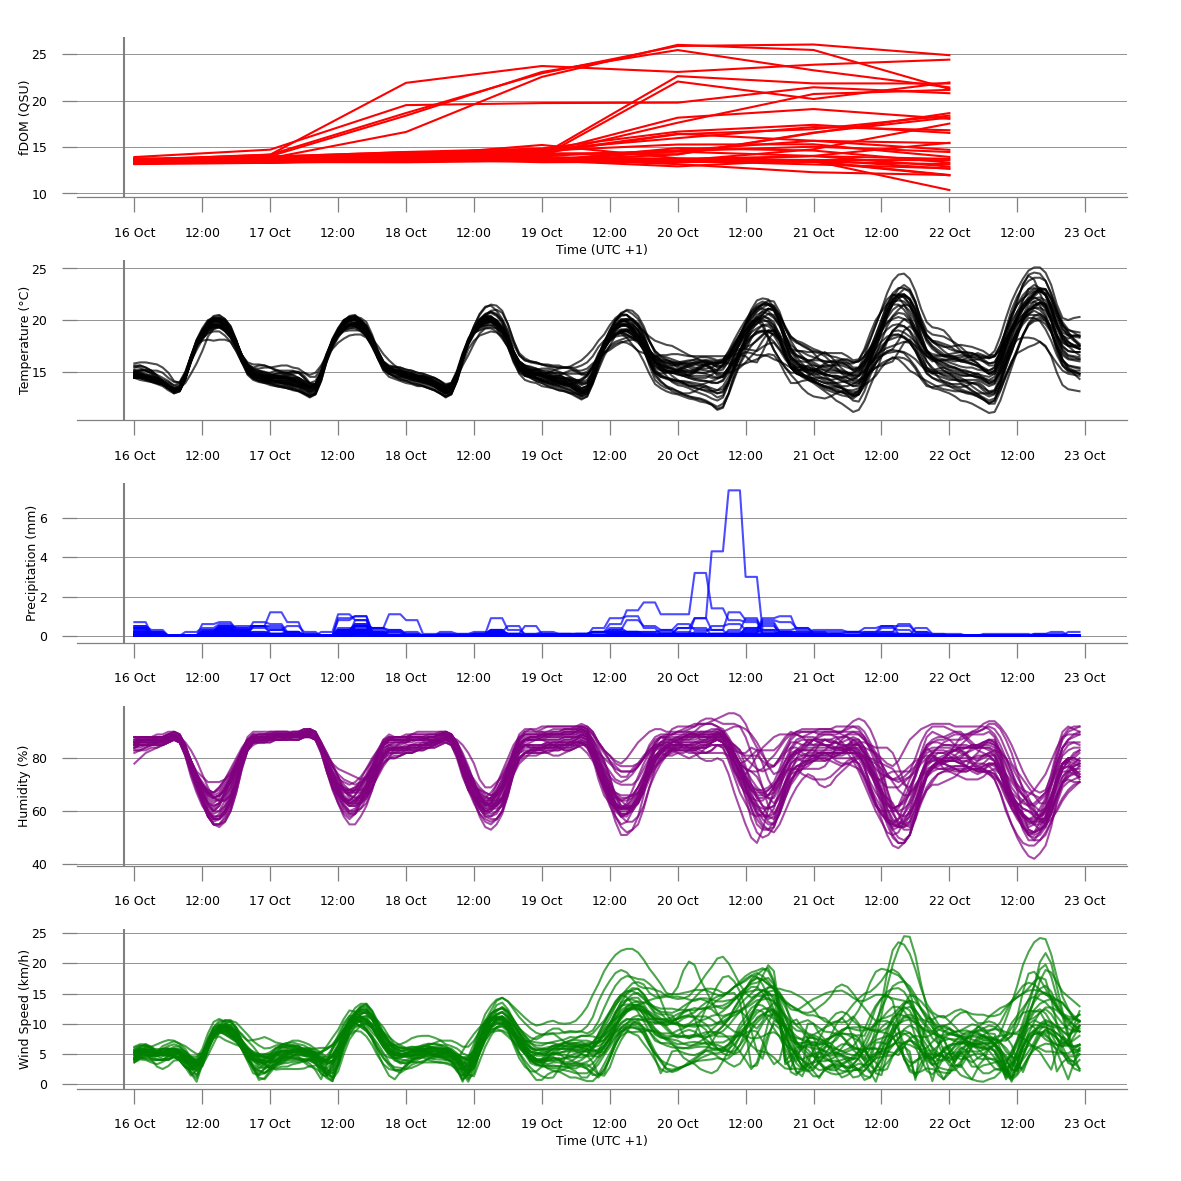 fDOM (QSU)
25
20
15
10
16 Oct 12:00 17 Oct 12:00 18 Oct 12:00 19 Oct 12:00 20 Oct 12:00 21 Oct 12:00 22 Oct 12:00 23 Oct
Time (UTC +1)
Temperature (°C)
25
20
15
16 Oct 12:00 17 Oct 12:00 18 Oct 12:00 19 Oct 12:00 20 Oct 12:00 21 Oct 12:00 22 Oct 12:00 23 Oct
Precipitation (mm)
6
4
2
0
16 Oct 12:00 17 Oct 12:00 18 Oct 12:00 19 Oct 12:00 20 Oct 12:00 21 Oct 12:00 22 Oct 12:00 23 Oct
Humidity (%)
80
60
40
16 Oct 12:00 17 Oct 12:00 18 Oct 12:00 19 Oct 12:00 20 Oct 12:00 21 Oct 12:00 22 Oct 12:00 23 Oct
Wind Speed (km/h)
25
20
15
10
5
0
16 Oct 12:00 17 Oct 12:00 18 Oct 12:00 19 Oct 12:00 20 Oct 12:00 21 Oct 12:00 22 Oct 12:00 23 Oct
Time (UTC +1)